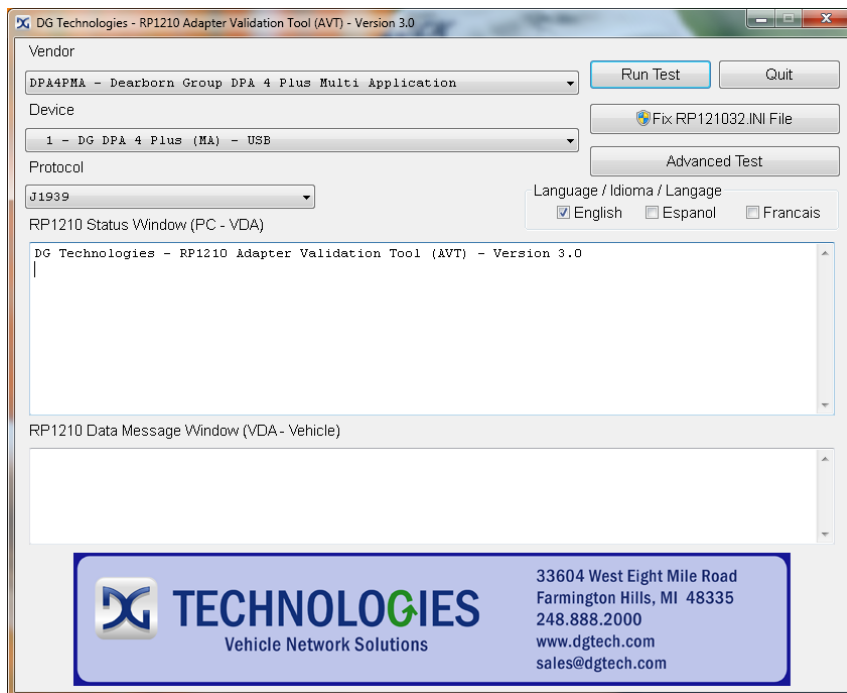 DG Technologies - RP1210 Adapter Validation Tool (AVT) - Version 3.0
Vendor
DPA4PMA - Dearborn Group DPA 4 Plus Multi Application
Run Test
Quit
Device
Fix RP121032.INI File
1 - DG DPA 4 Plus (MA) - USB
Advanced Test
Protocol
J1939
Language / Idioma / Langage
English
Espanol
Francais
RP1210 Status Window (PC - VDA)
DG Technologies - RP1210 Adapter Validation Tool (AVT) - Version 3.0
RP1210 Data Message Window (VDA - Vehicle)
DG TECHNOLOGIES
Vehicle Network Solutions
33604 West Eight Mile Road
Farmington Hills, MI 48335
248.888.2000
www.dgtech.com
sales@dgtech.com